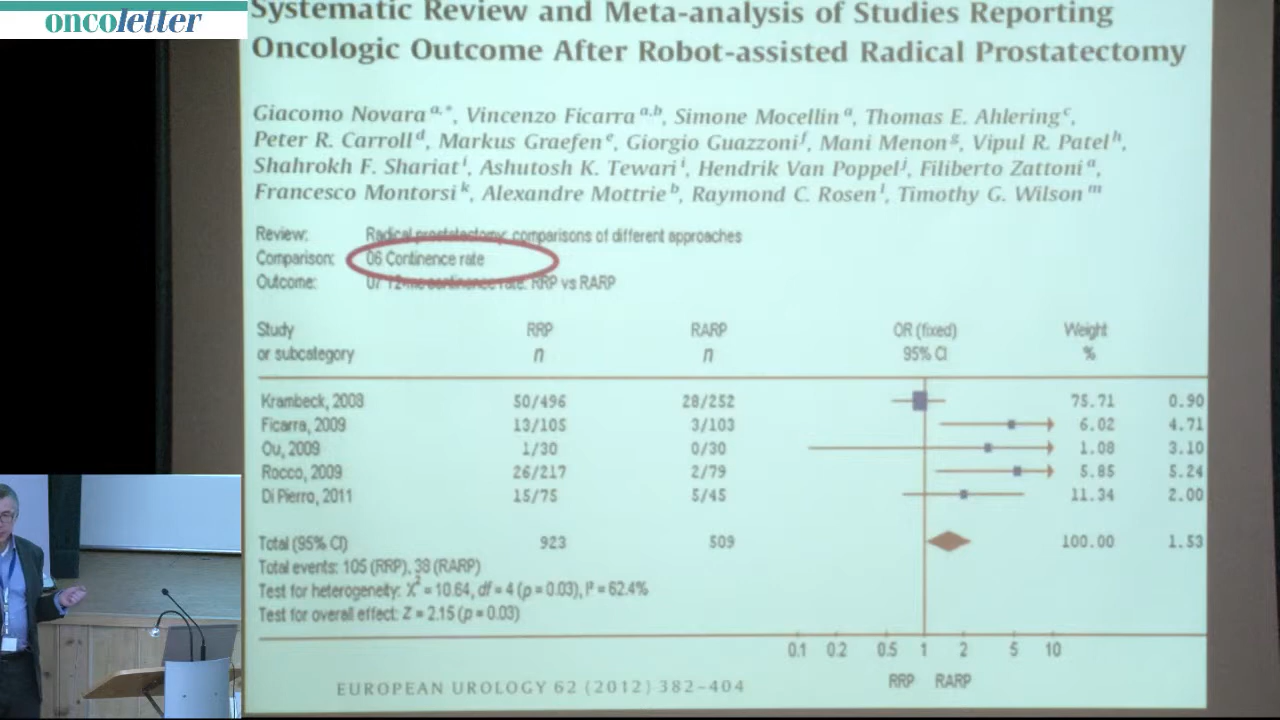 oncoletter
Systematic Review and Meta-analysis of Studies Reporting
Oncologic Outcome After Robot-assisted Radical Prostatectomy
Giacomo Novara a,*, Vincenzo Ficarra a,b, Simone Mocellin a, Thomas E. Ahlering c,
Peter R. Carroll d, Markus Graefen e, Giorgio Guazzoni f, Mani Menon g, Vipul R. Patel h,
Shahrokh F. Shariat i, Ashutosh K. Tewari i, Hendrik Van Poppel j, Filiberto Zattoni a,
Francesco Montorsi k, Alexandre Mottrie b, Raymond C. Rosen l, Timothy G. Wilson m
Review: Radical prostatectomy: comparisons of different approaches
Comparison: 06 Continence rate
Outcome: 07 12-mo continence rate: RRP vs RARP
Study RRP RARP OR (fixed) Weight
or subcategory n n 95% CI %
Krambeck, 2008 50/496 28/252 75.71 0.90
Ficarra, 2009 13/105 3/103 6.02 4.71
Ou, 2009 1/30 0/30 1.08 3.10
Rocco, 2009 26/217 2/79 5.85 5.24
Di Pierro, 2011 15/75 5/45 11.34 2.00
Total (95% CI) 923 509 100.00 1.53
Total events: 105 (RRP), 38 (RARP)
Test for heterogeneity: X² = 10.64, df = 4 (p = 0.03), I² = 62.4%
Test for overall effect: Z = 2.15 (p = 0.03)
0.1 0.2 0.5 1 2 5 10
RRP RARP
EUROPEAN UROLOGY 62 (2012) 382–404